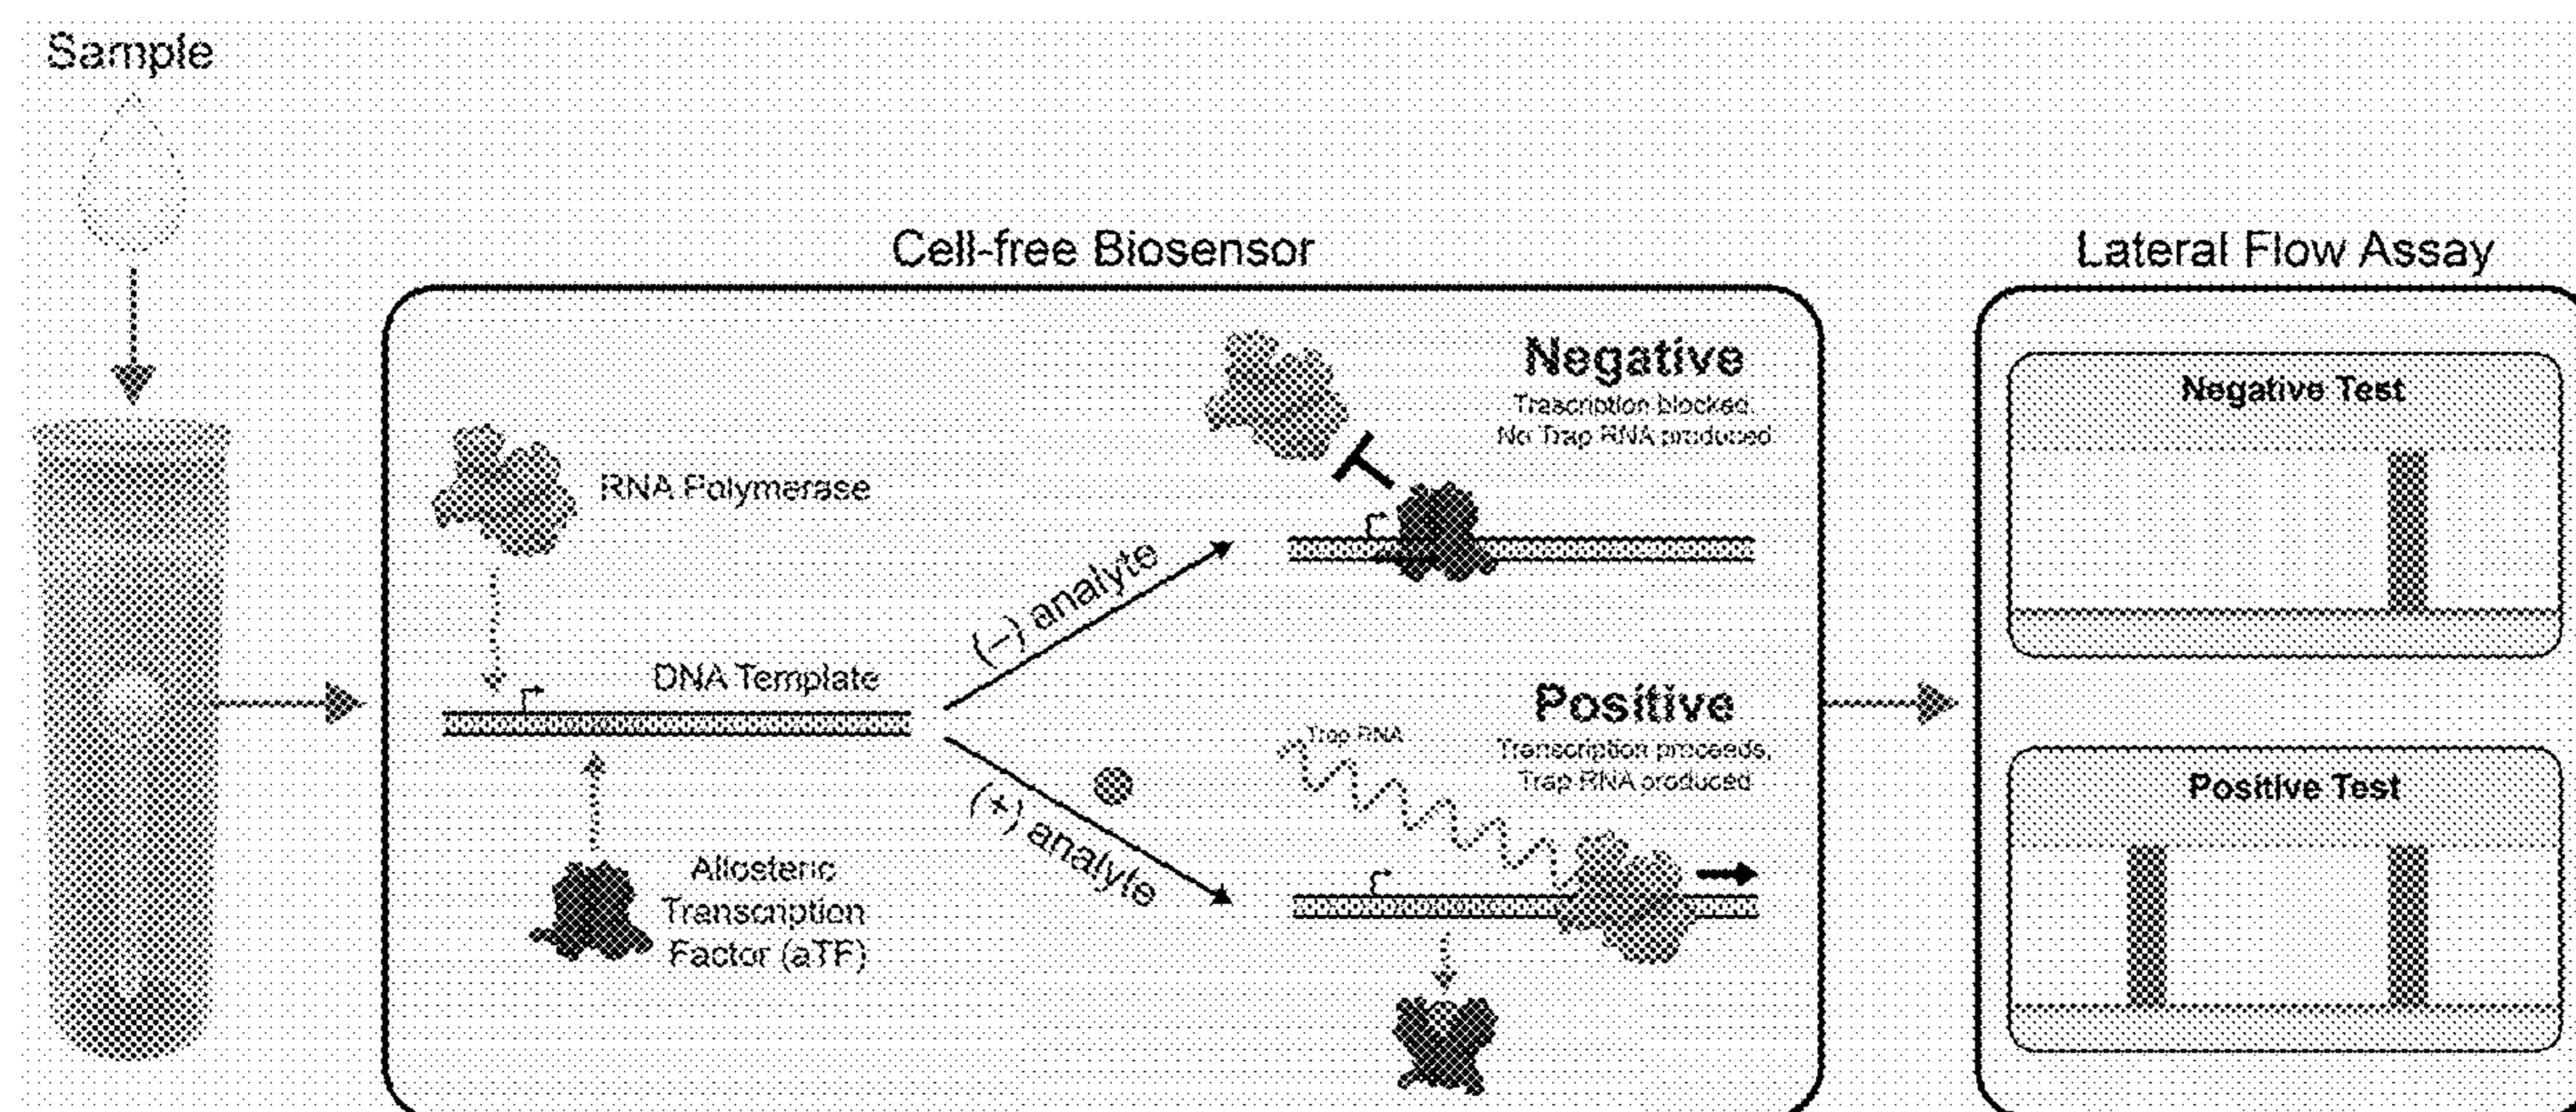 Sample
Cell-free Biosensor
Lateral Flow Assay
RNA Polymerase
DNA Template
Allosteric
Transcription
Factor (aTF)
(−) analyte
(+) analyte
Negative
Trascription blocked,
No Trap RNA produced
Positive
Transcription proceeds,
Trap RNA produced
Trap RNA
Negative Test
Positive Test